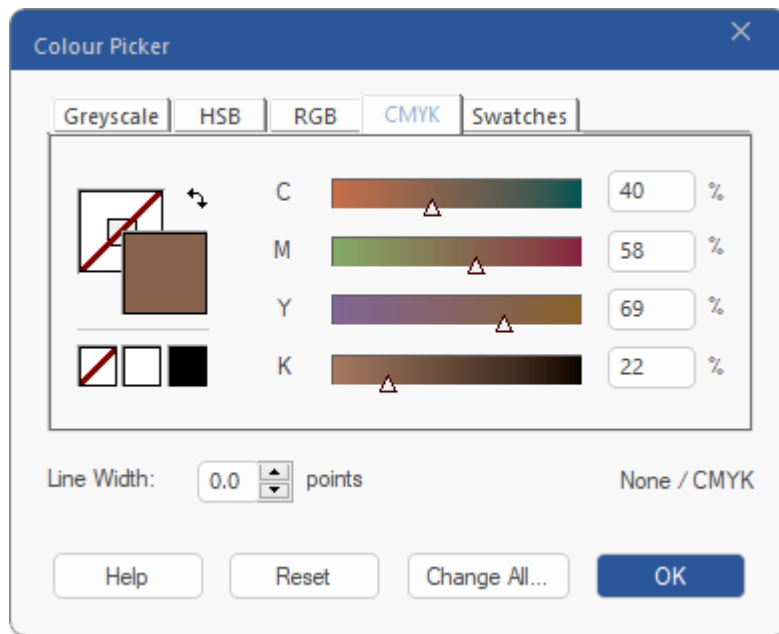 Colour Picker
Greyscale HSB RGB CMYK Swatches
C 40 %
M 58 %
Y 69 %
K 22 %
Line Width: 0.0 points None / CMYK
Help Reset Change All... OK